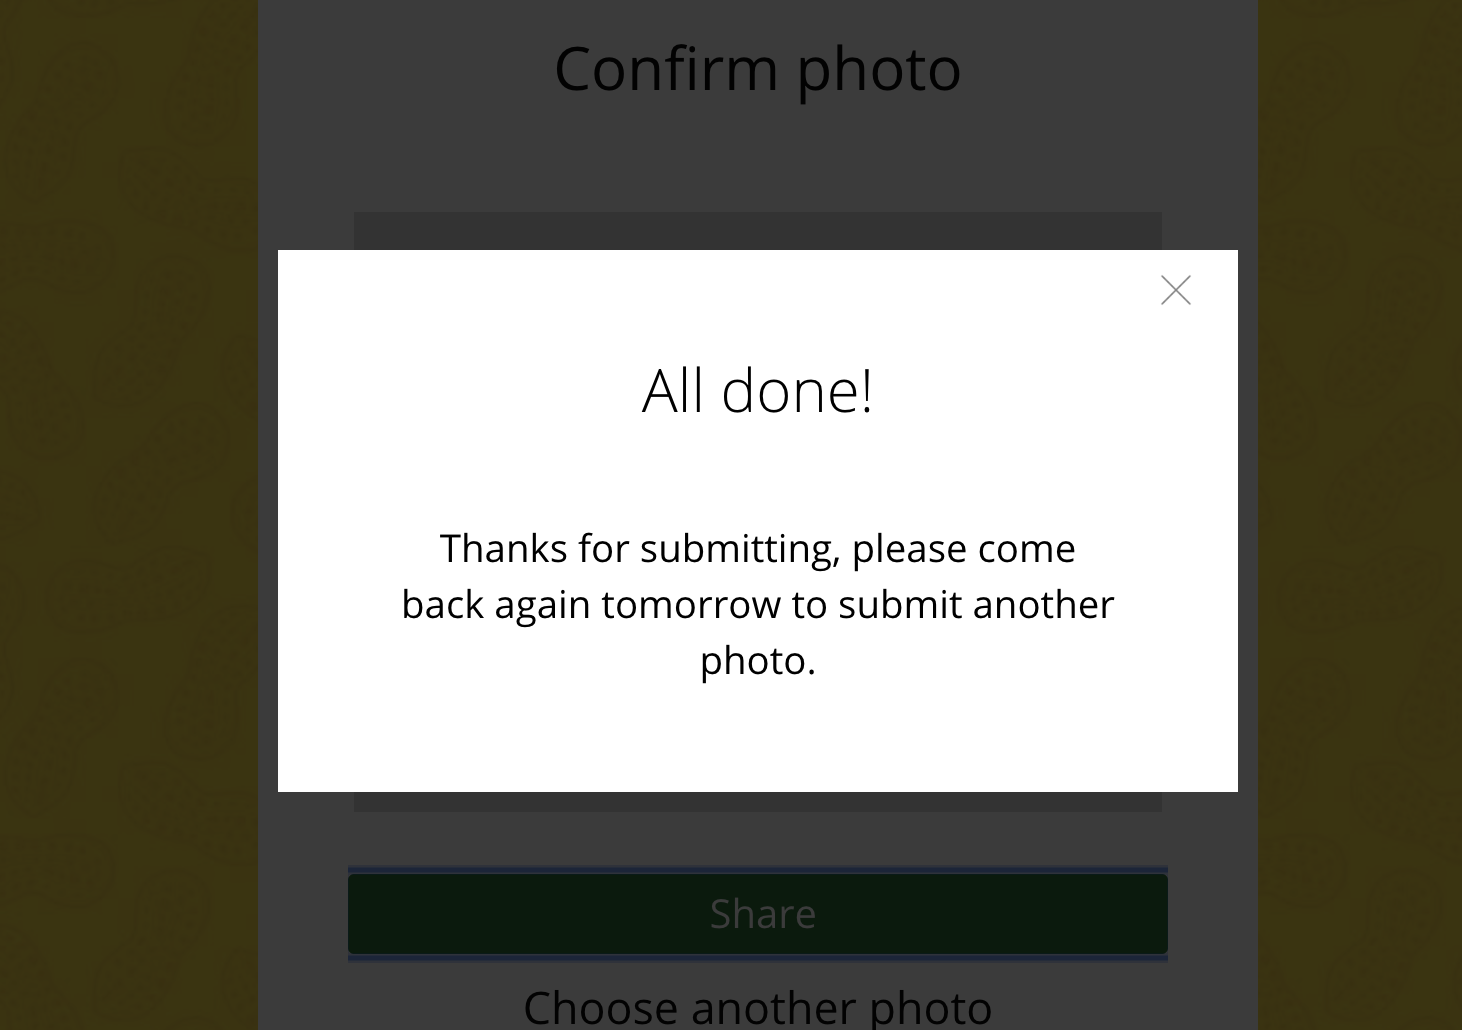 Confirm photo
All done!
Thanks for submitting, please come
back again tomorrow to submit another
photo.
Share
Choose another photo